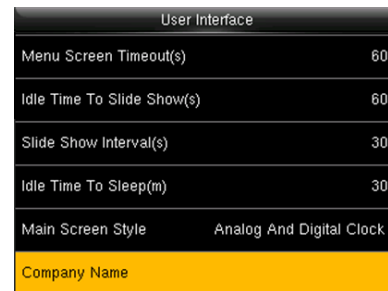 User Interface
Menu Screen Timeout(s) 60
Idle Time To Slide Show(s) 60
Slide Show Interval(s) 30
Idle Time To Sleep(m) 30
Main Screen Style Analog And Digital Clock
Company Name